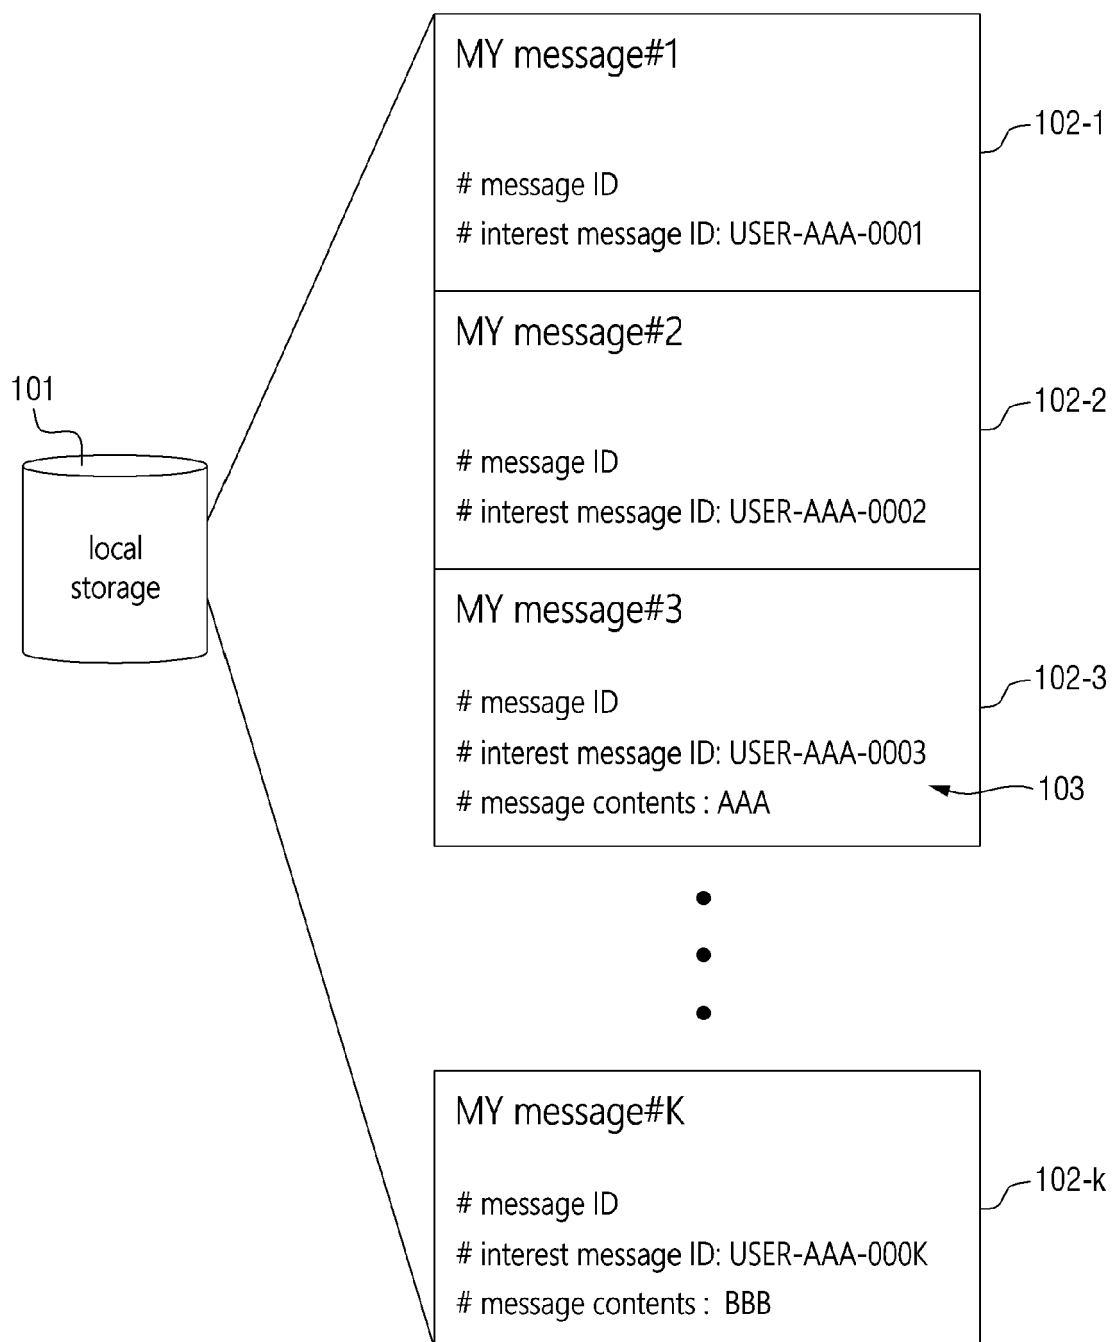 MY message#1
102-1
# message ID
# interest message ID: USER-AAA-0001
MY message#2
101
102-2
# message ID
# interest message ID: USER-AAA-0002
local
storage
MY message#3
102-3
# message ID
# interest message ID: USER-AAA-0003
103
# message contents : AAA
MY message#K
102-k
# message ID
# interest message ID: USER-AAA-000K
# message contents : BBB